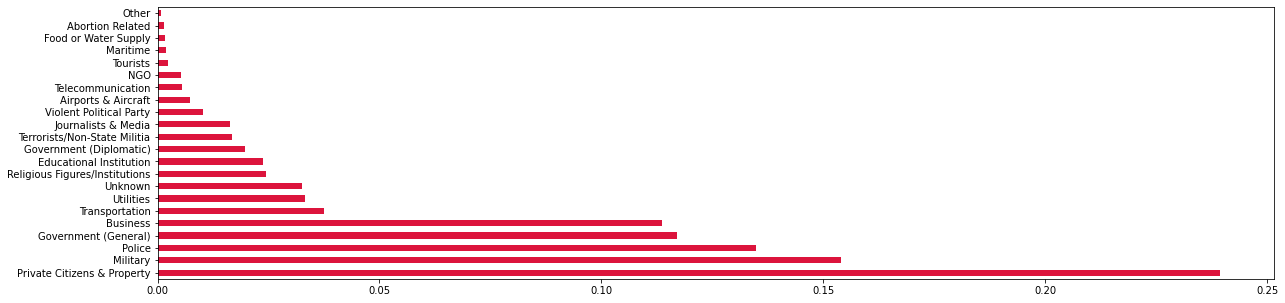 Other
Abortion Related
Food or Water Supply
Maritime
Tourists
NGO
Telecommunication
Airports & Aircraft
Violent Political Party
Journalists & Media
Terrorists/Non-State Militia
Government (Diplomatic)
Educational Institution
Religious Figures/Institutions
Unknown
Utilities
Transportation
Business
Government (General)
Police
Military
Private Citizens & Property
0.00 0.05 0.10 0.15 0.20 0.25